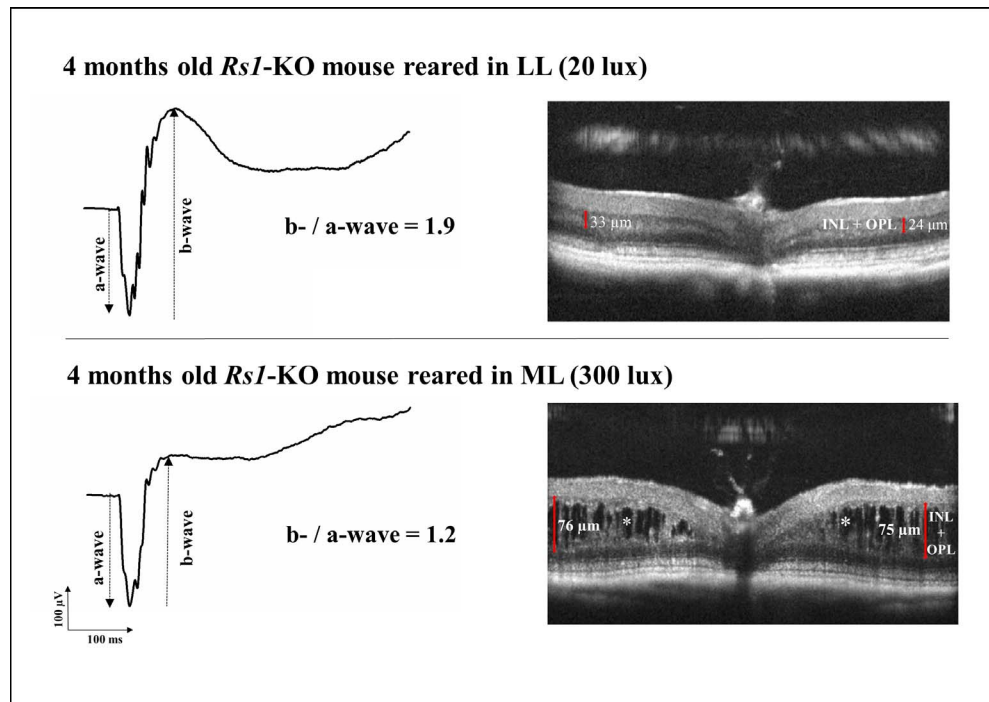 4 months old Rs1-KO mouse reared in LL (20 lux)
a-wave
b-wave
b- / a-wave = 1.9
33 µm
INL + OPL
24 µm
4 months old Rs1-KO mouse reared in ML (300 lux)
a-wave
b-wave
b- / a-wave = 1.2
100 µV
100 ms
76 µm
*
*
75 µm
INL
+
OPL